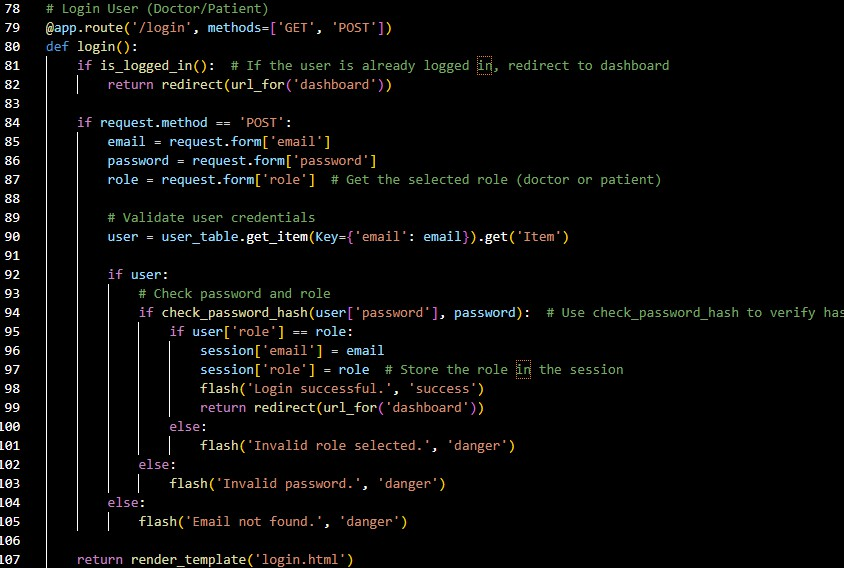 78 # Login User (Doctor/Patient)
79 @app.route('/login', methods=['GET', 'POST'])
80 def login():
81     if is_logged_in():  # If the user is already logged in, redirect to dashboard
82         return redirect(url_for('dashboard'))
83
84     if request.method == 'POST':
85         email = request.form['email']
86         password = request.form['password']
87         role = request.form['role']  # Get the selected role (doctor or patient)
88
89         # Validate user credentials
90         user = user_table.get_item(Key={'email': email}).get('Item')
91
92         if user:
93             # Check password and role
94             if check_password_hash(user['password'], password):  # Use check_password_hash to verify has
95                 if user['role'] == role:
96                     session['email'] = email
97                     session['role'] = role  # Store the role in the session
98                     flash('Login successful.', 'success')
99                     return redirect(url_for('dashboard'))
100                 else:
101                     flash('Invalid role selected.', 'danger')
102             else:
103                 flash('Invalid password.', 'danger')
104         else:
105             flash('Email not found.', 'danger')
106
107     return render_template('login.html')